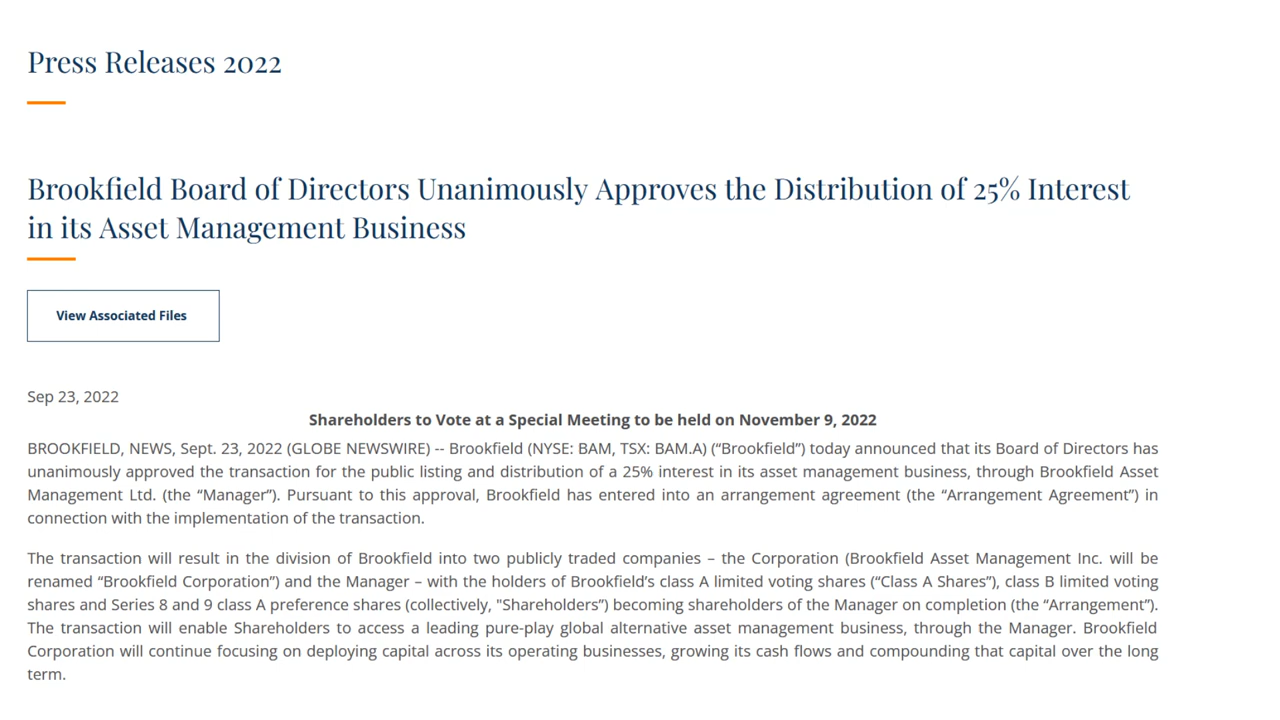 Press Releases 2022
Brookfield Board of Directors Unanimously Approves the Distribution of 25% Interest
in its Asset Management Business
View Associated Files
Sep 23, 2022
Shareholders to Vote at a Special Meeting to be held on November 9, 2022
BROOKFIELD, NEWS, Sept. 23, 2022 (GLOBE NEWSWIRE) -- Brookfield (NYSE: BAM, TSX: BAM.A) (“Brookfield”) today announced that its Board of Directors has
unanimously approved the transaction for the public listing and distribution of a 25% interest in its asset management business, through Brookfield Asset
Management Ltd. (the “Manager”). Pursuant to this approval, Brookfield has entered into an arrangement agreement (the “Arrangement Agreement”) in
connection with the implementation of the transaction.
The transaction will result in the division of Brookfield into two publicly traded companies – the Corporation (Brookfield Asset Management Inc. will be
renamed “Brookfield Corporation”) and the Manager – with the holders of Brookfield’s class A limited voting shares (“Class A Shares”), class B limited voting
shares and Series 8 and 9 class A preference shares (collectively, "Shareholders”) becoming shareholders of the Manager on completion (the “Arrangement”).
The transaction will enable Shareholders to access a leading pure-play global alternative asset management business, through the Manager. Brookfield
Corporation will continue focusing on deploying capital across its operating businesses, growing its cash flows and compounding that capital over the long
term.